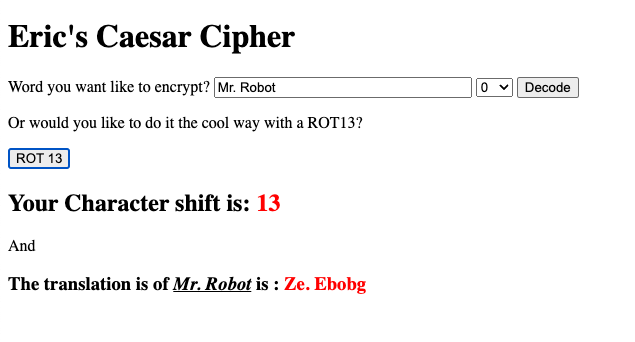 Eric's Caesar Cipher
Word you want like to encrypt? Mr. Robot 0 Decode
Or would you like to do it the cool way with a ROT13?
ROT 13
Your Character shift is: 13
And
The translation is of Mr. Robot is : Ze. Ebobg